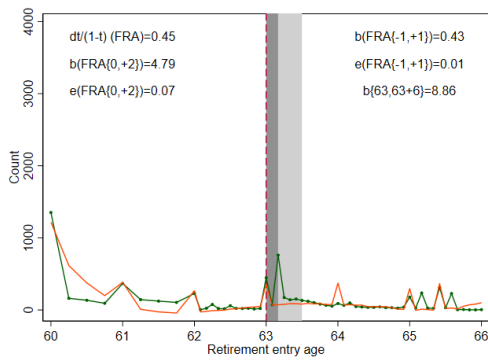 dt/(1-t) (FRA)=0.45
b(FRA{0,+2})=4.79
e(FRA{0,+2})=0.07
b(FRA{-1,+1})=0.43
e(FRA{-1,+1})=0.01
b{63,63+6}=8.86
Count
4000
3000
2000
1000
0
60 61 62 63 64 65 66
Retirement entry age